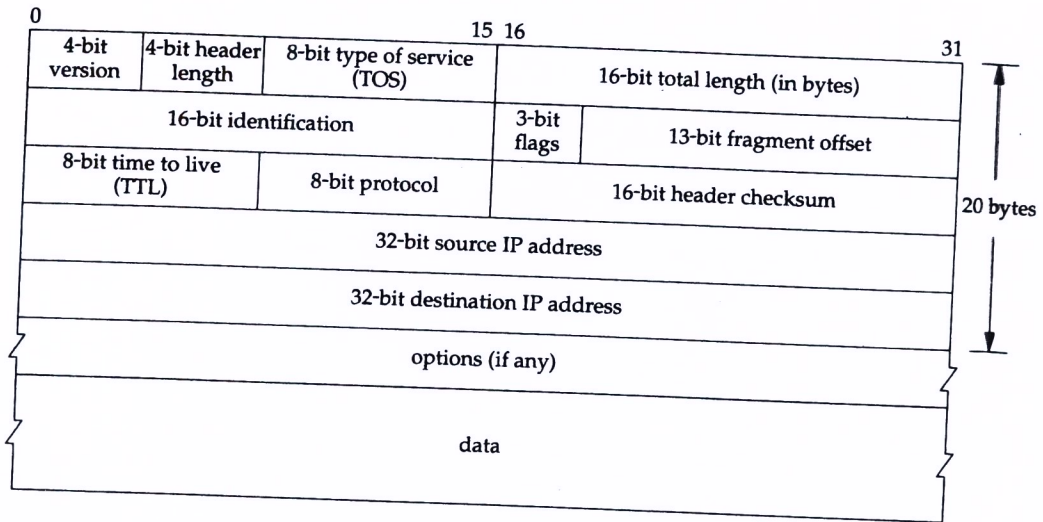 0
15 16
31
4-bit
version
4-bit header
length
8-bit type of service
(TOS)
16-bit total length (in bytes)
16-bit identification
3-bit
flags
13-bit fragment offset
8-bit time to live
(TTL)
8-bit protocol
16-bit header checksum
20 bytes
32-bit source IP address
32-bit destination IP address
options (if any)
data